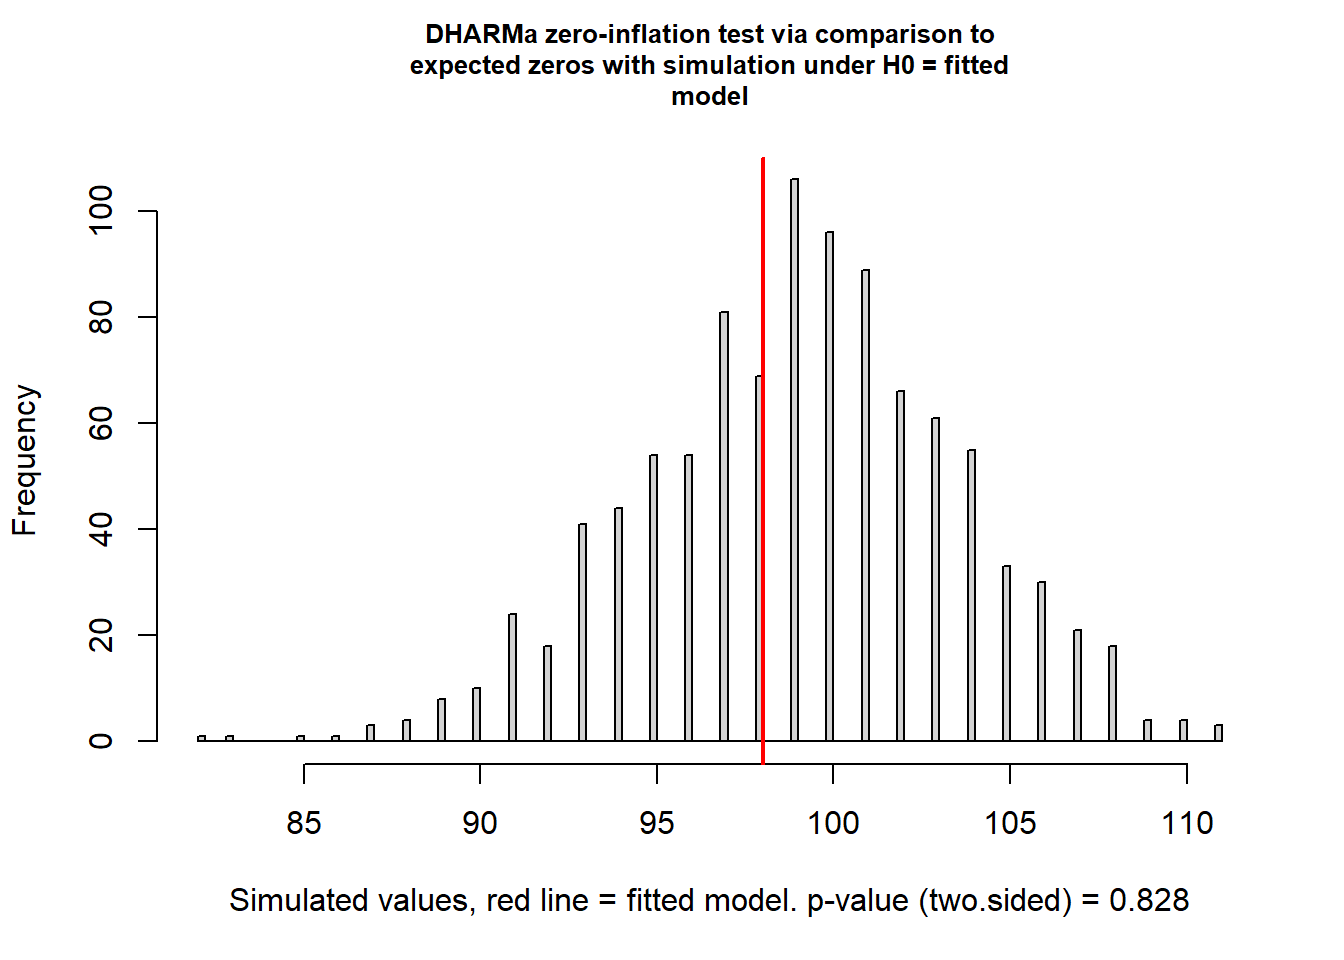 DHARMa zero-inflation test via comparison to
expected zeros with simulation under H0 = fitted
model
Frequency
100
80
60
40
20
0
85 90 95 100 105 110
Simulated values, red line = fitted model. p-value (two.sided) = 0.828